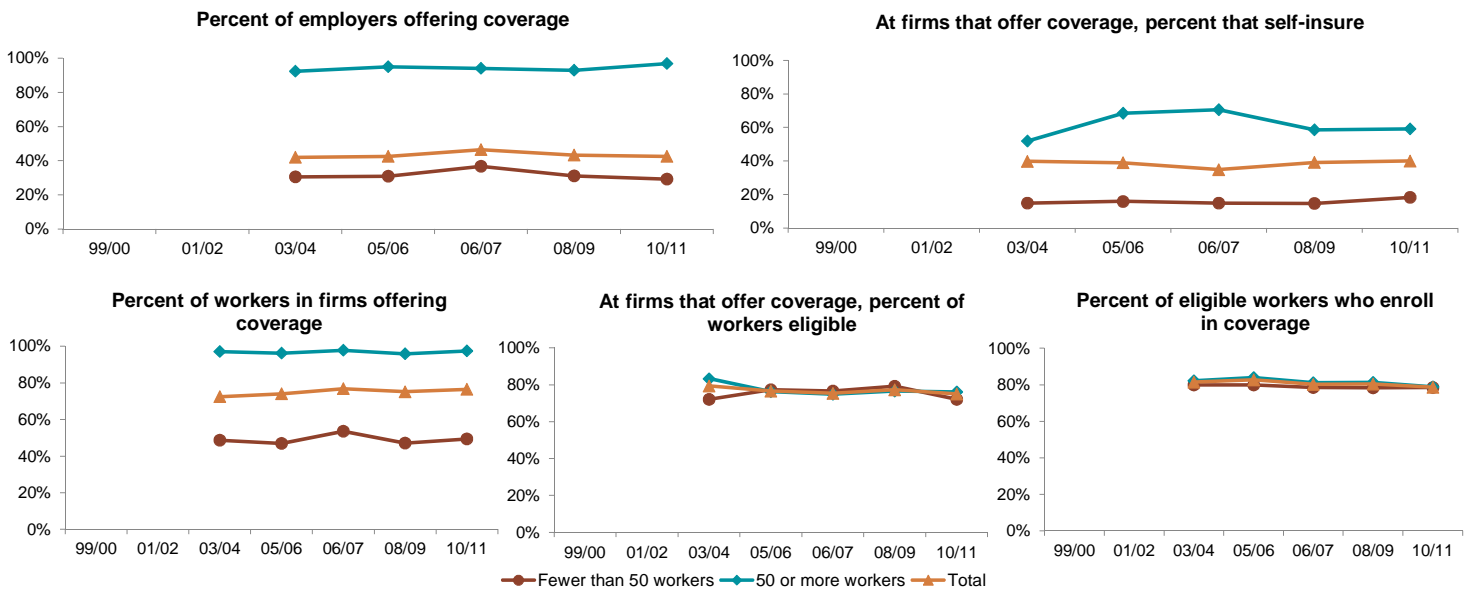 Percent of employers offering coverage
100%
80%
60%
40%
20%
0%
99/00 01/02 03/04 05/06 06/07 08/09 10/11
At firms that offer coverage, percent that self-insure
100%
80%
60%
40%
20%
0%
99/00 01/02 03/04 05/06 06/07 08/09 10/11
Percent of workers in firms offering
coverage
100%
80%
60%
40%
20%
0%
99/00 01/02 03/04 05/06 06/07 08/09 10/11
At firms that offer coverage, percent of
workers eligible
100%
80%
60%
40%
20%
0%
99/00 01/02 03/04 05/06 06/07 08/09 10/11
Percent of eligible workers who enroll
in coverage
100%
80%
60%
40%
20%
0%
99/00 01/02 03/04 05/06 06/07 08/09 10/11
Fewer than 50 workers 50 or more workers Total